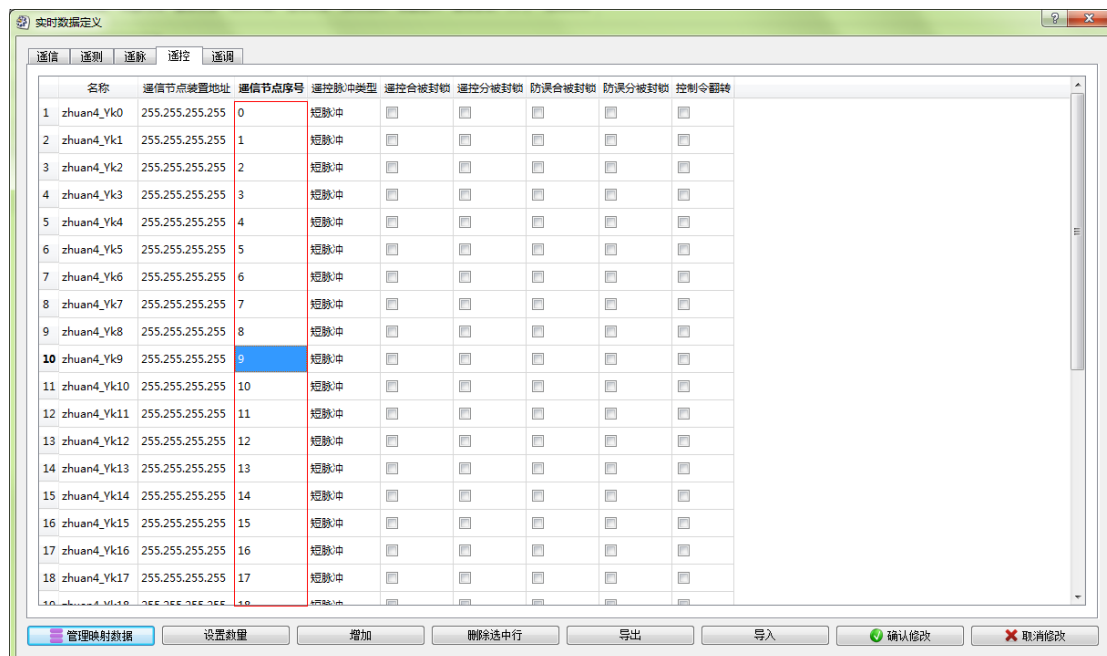 实时数据定义
遥信 遥测 遥脉 遥控 遥调
名称 遥信节点装置地址 遥信节点序号 遥控脉冲类型 遥控合被封锁 遥控分被封锁 防误合被封锁 防误分被封锁 控制令翻转
1 zhuan4_Yk0 255.255.255.255 0 短脉冲
2 zhuan4_Yk1 255.255.255.255 1 短脉冲
3 zhuan4_Yk2 255.255.255.255 2 短脉冲
4 zhuan4_Yk3 255.255.255.255 3 短脉冲
5 zhuan4_Yk4 255.255.255.255 4 短脉冲
6 zhuan4_Yk5 255.255.255.255 5 短脉冲
7 zhuan4_Yk6 255.255.255.255 6 短脉冲
8 zhuan4_Yk7 255.255.255.255 7 短脉冲
9 zhuan4_Yk8 255.255.255.255 8 短脉冲
10 zhuan4_Yk9 255.255.255.255 9 短脉冲
11 zhuan4_Yk10 255.255.255.255 10 短脉冲
12 zhuan4_Yk11 255.255.255.255 11 短脉冲
13 zhuan4_Yk12 255.255.255.255 12 短脉冲
14 zhuan4_Yk13 255.255.255.255 13 短脉冲
15 zhuan4_Yk14 255.255.255.255 14 短脉冲
16 zhuan4_Yk15 255.255.255.255 15 短脉冲
17 zhuan4_Yk16 255.255.255.255 16 短脉冲
18 zhuan4_Yk17 255.255.255.255 17 短脉冲
19 zhuan4_Yk18 255.255.255.255 18 短脉冲
管理映射数据 设置数量 增加 删除选中行 导出 导入 确认修改 取消修改